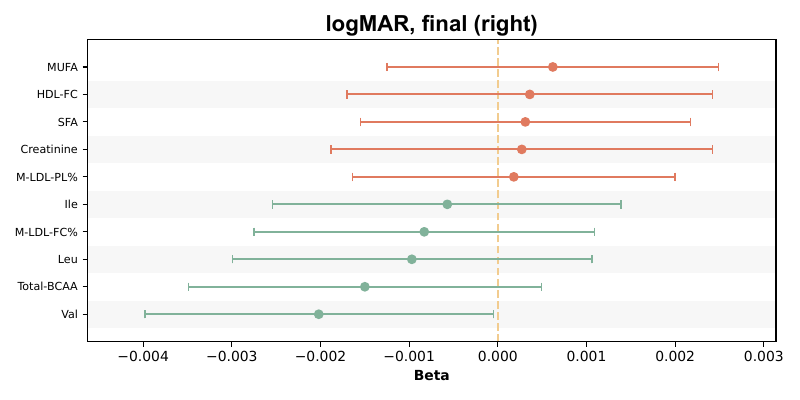 logMAR, final (right)
MUFA
HDL-FC
SFA
Creatinine
M-LDL-PL%
Ile
M-LDL-FC%
Leu
Total-BCAA
Val
−0.004 −0.003 −0.002 −0.001 0.000 0.001 0.002 0.003
Beta